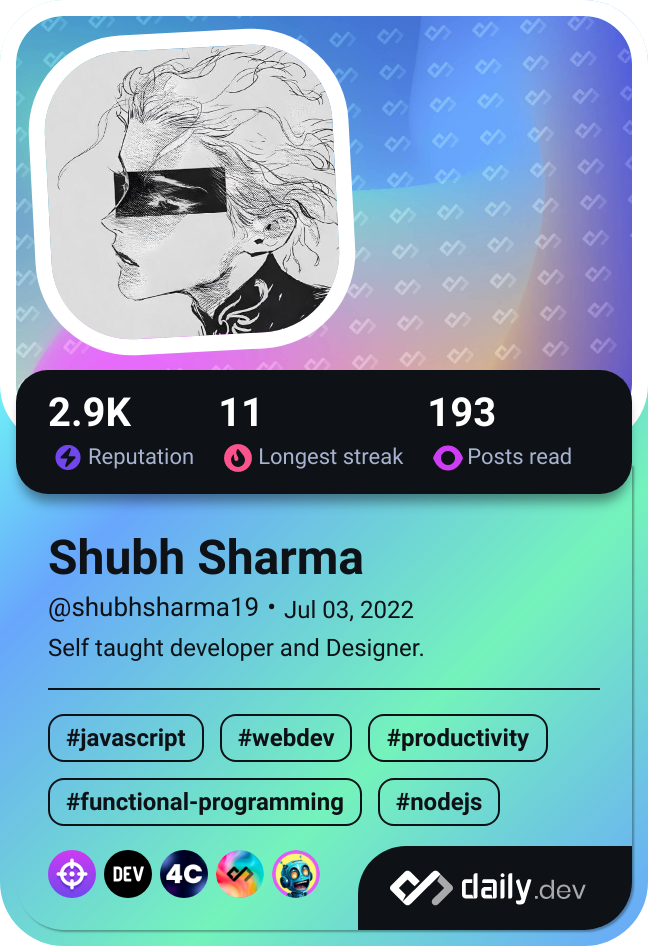 2.9K 11 193
Reputation Longest streak Posts read
Shubh Sharma
@shubhsharma19 • Jul 03, 2022
Self taught developer and Designer.
#javascript #webdev #productivity
#functional-programming #nodejs
DEV 4C
daily.dev